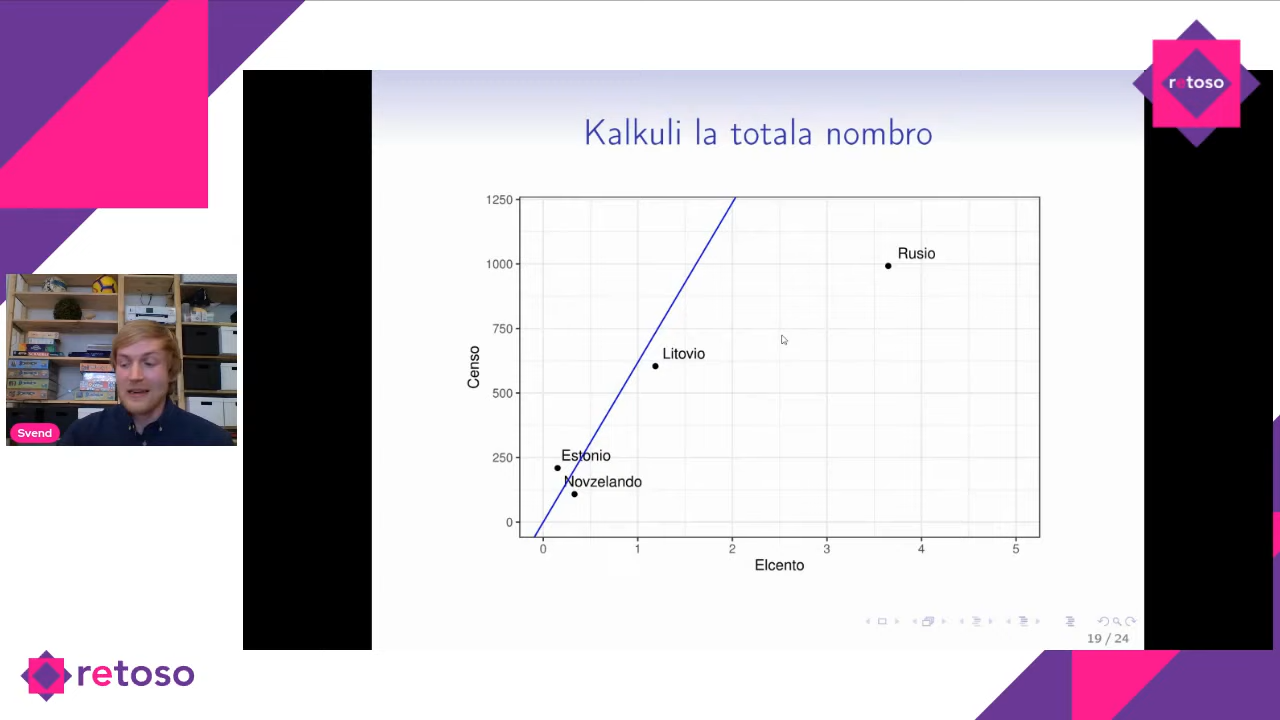 retoso
Kalkuli la totala nombro
1250
1000
750
500
250
0
Censo
Rusio
Litovio
Estonio
Novzelando
0 1 2 3 4 5
Elcento
19 / 24
Svend
retoso